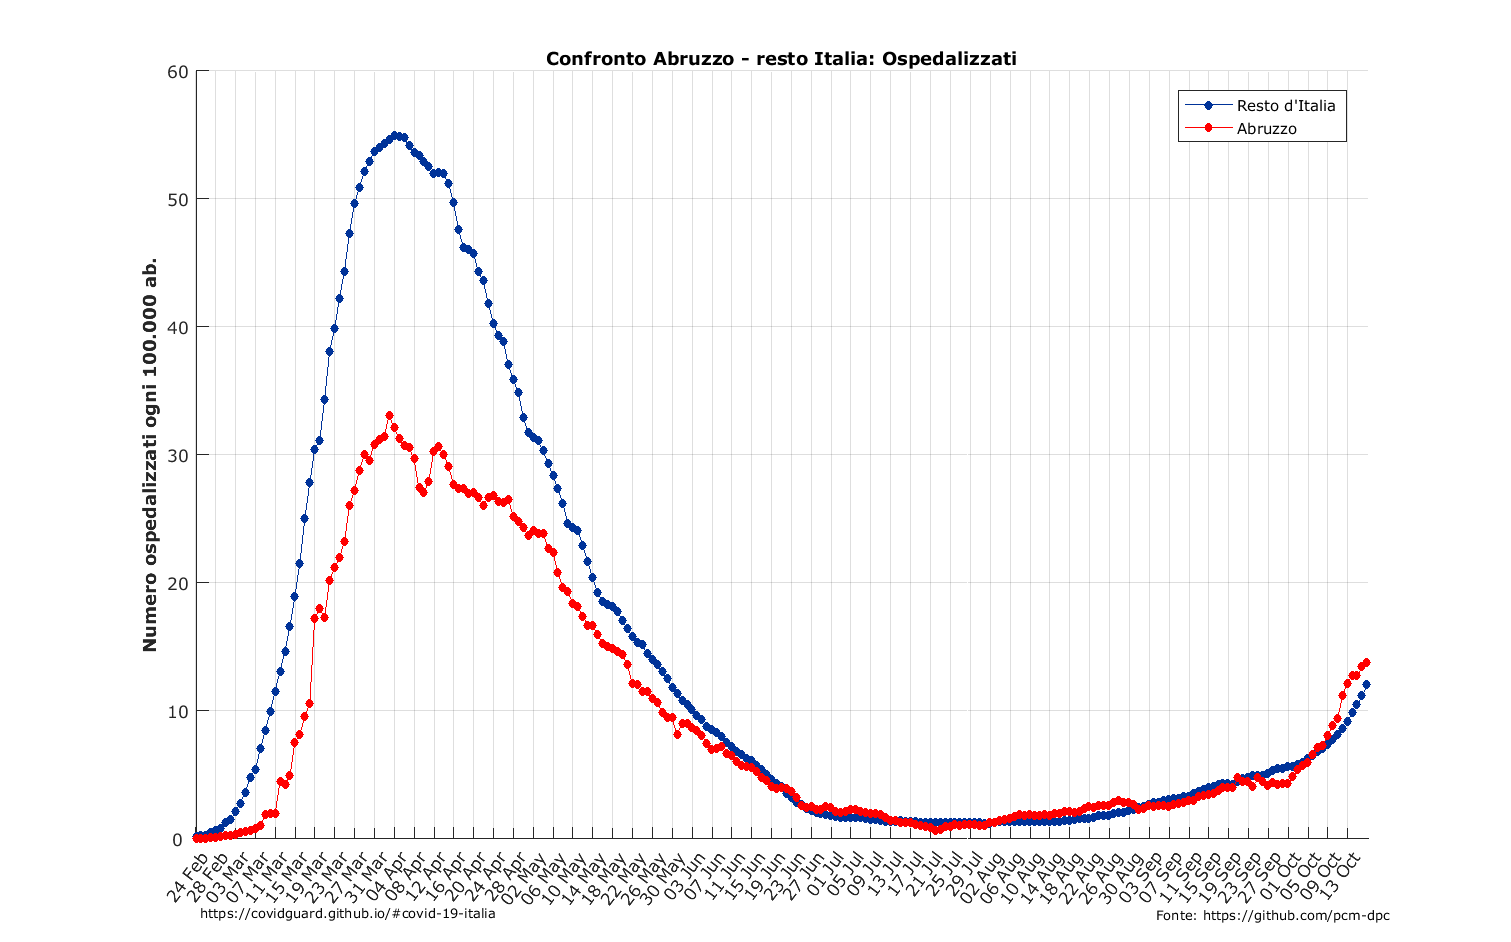 Confronto Abruzzo - resto Italia: Ospedalizzati
Resto d'Italia
Abruzzo
Numero ospedalizzati ogni 100.000 ab.
60
50
40
30
20
10
0
24 Feb
28 Feb
03 Mar
07 Mar
11 Mar
15 Mar
19 Mar
23 Mar
27 Mar
31 Mar
04 Apr
08 Apr
12 Apr
16 Apr
20 Apr
24 Apr
28 Apr
02 May
06 May
10 May
14 May
18 May
22 May
26 May
30 May
03 Jun
07 Jun
11 Jun
15 Jun
19 Jun
23 Jun
27 Jun
01 Jul
05 Jul
09 Jul
13 Jul
17 Jul
21 Jul
25 Jul
29 Jul
02 Aug
06 Aug
10 Aug
14 Aug
18 Aug
22 Aug
26 Aug
30 Aug
03 Sep
07 Sep
11 Sep
15 Sep
19 Sep
23 Sep
27 Sep
01 Oct
05 Oct
09 Oct
13 Oct
https://covidguard.github.io/#covid-19-italia
Fonte: https://github.com/pcm-dpc